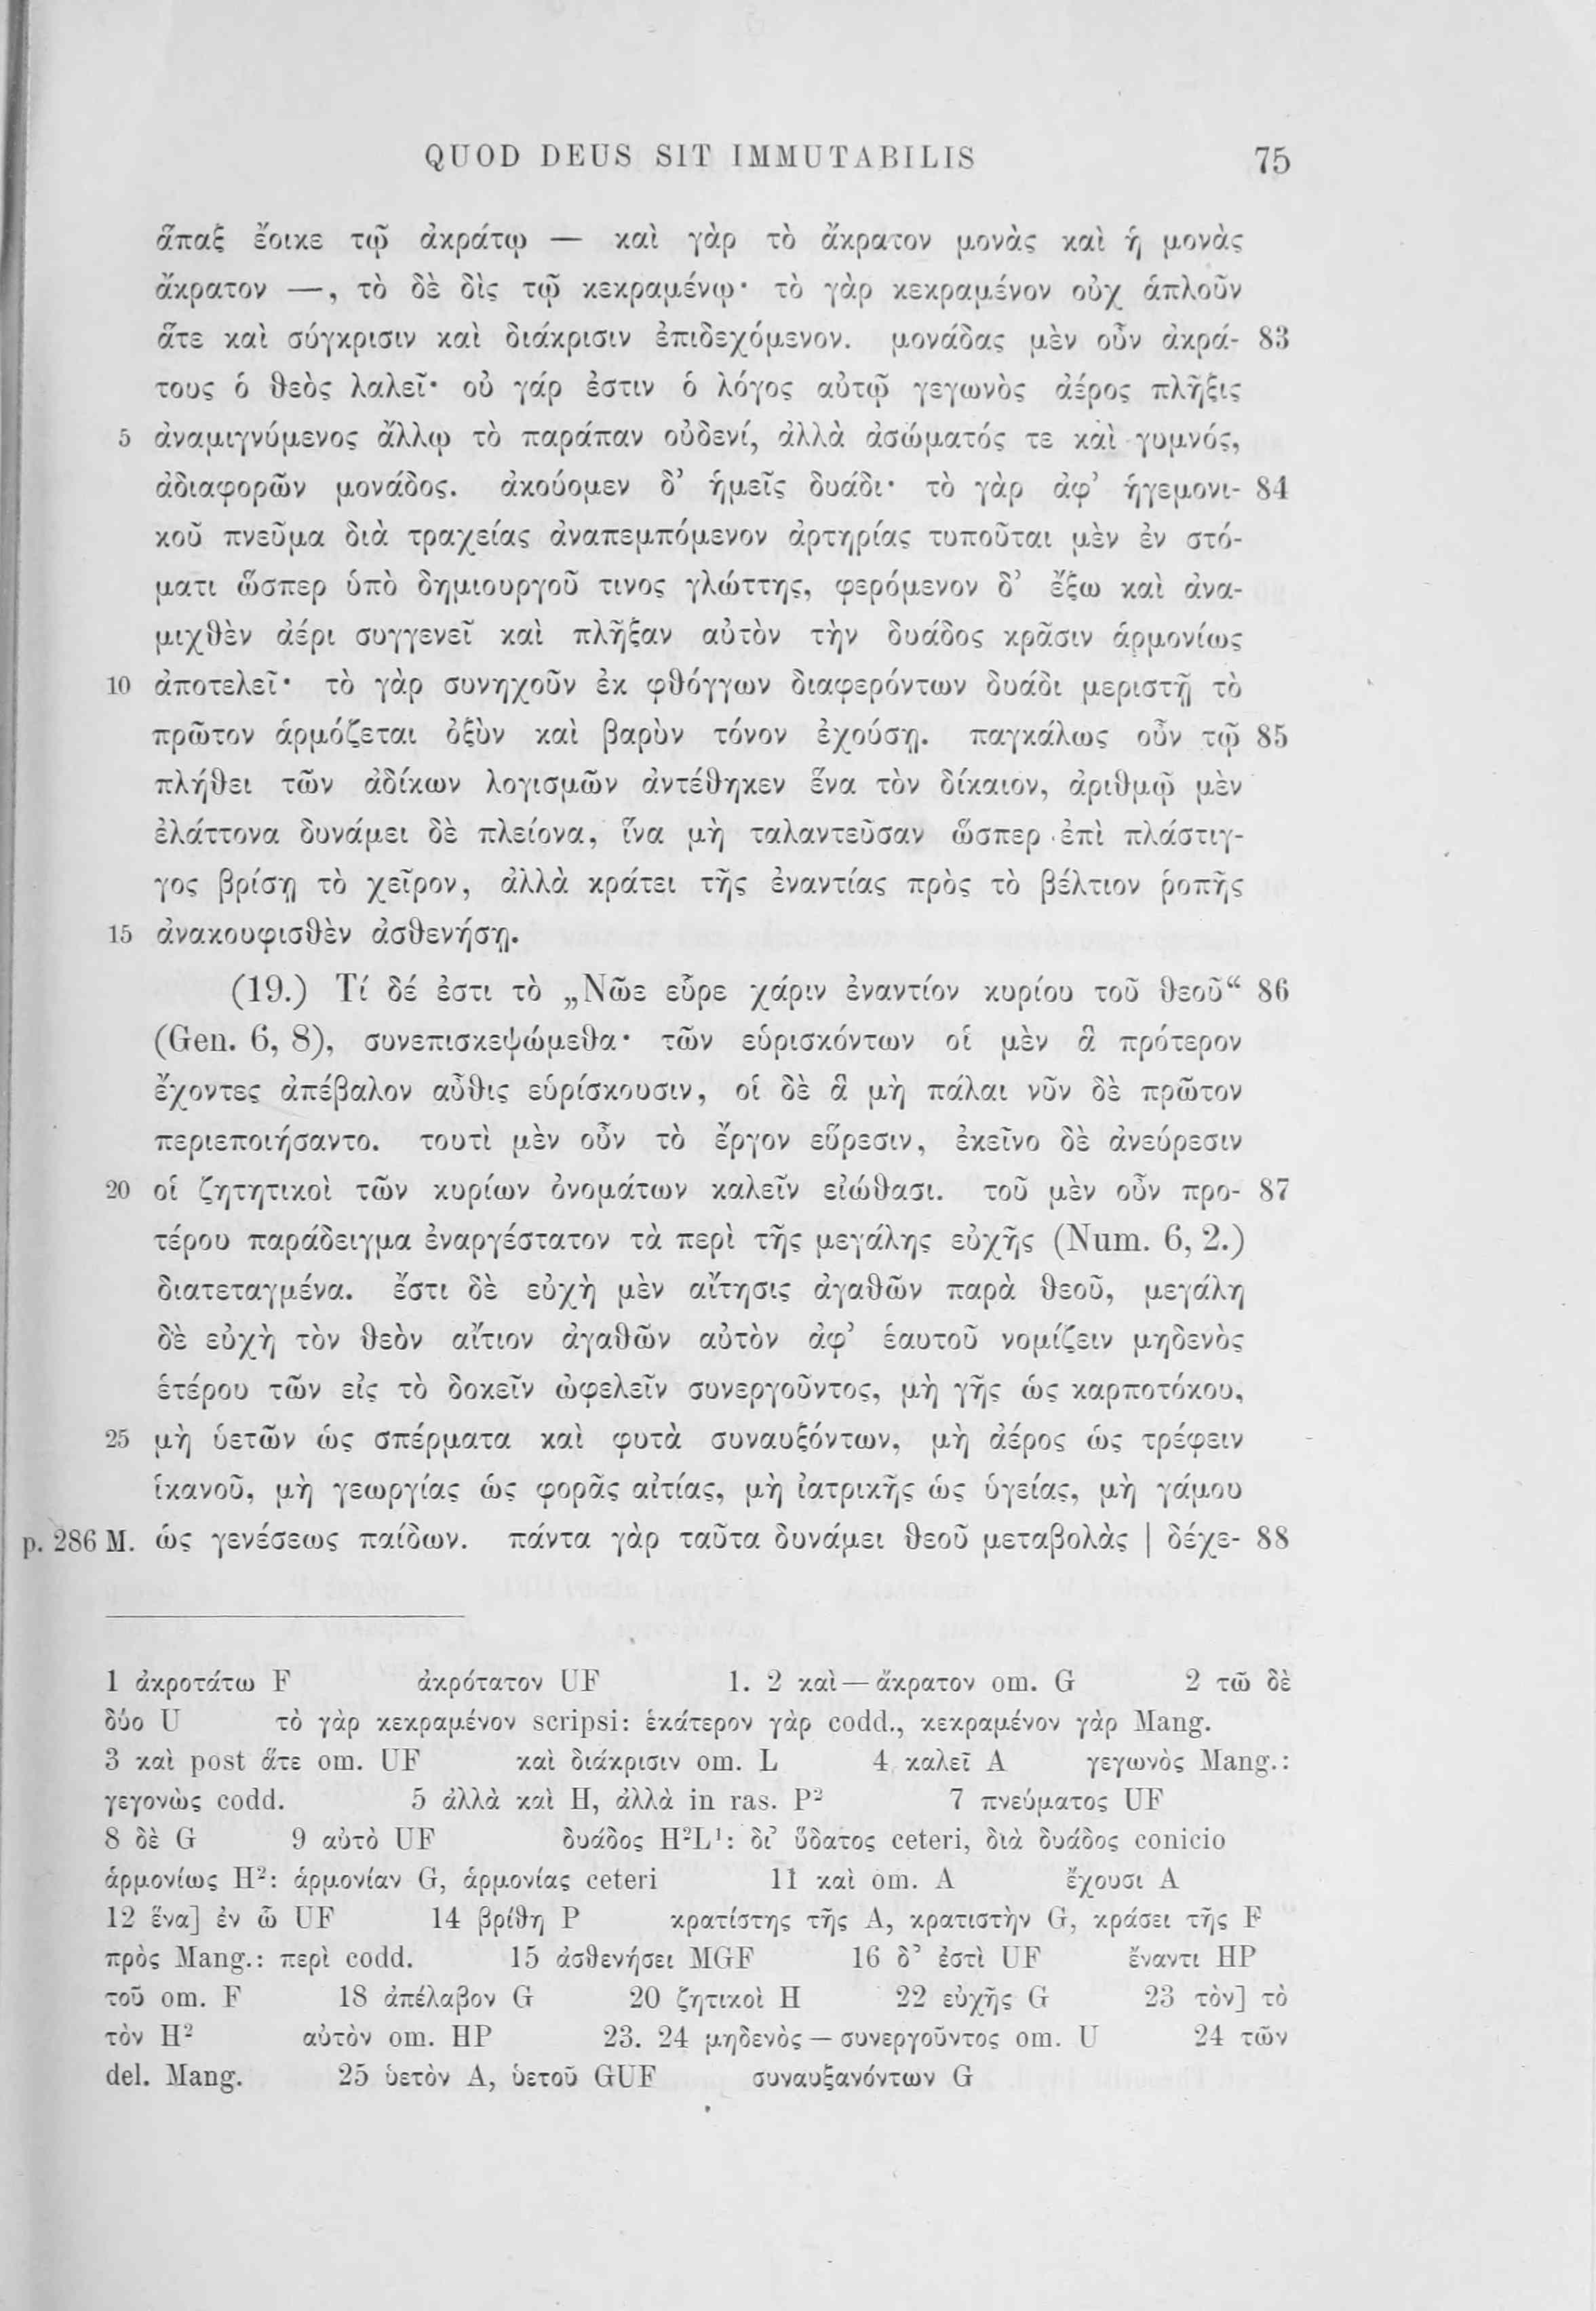 QUOD DEUS SIT IMMUTABILIS 75
ἅπαξ ἔοικε τῷ ἀκράτῳ — καὶ γὰρ τὸ ἄκρατον μονὰς καὶ ἡ μονὰς
ἄκρατον —, τὸ δὲ δὶς τῷ κεκραμένῳ· τὸ γὰρ κεκραμένον οὐχ ἁπλοῦν
ἅτε καὶ σύγκρισιν καὶ διάκρισιν ἐπιδεχόμενον. μονάδας μὲν οὖν ἀκρά- 83
τους ὁ θεὸς λαλεῖ· οὐ γάρ ἐστιν ὁ λόγος αὐτῷ γεγωνὸς ἀέρος πλῆξις
5 ἀναμιγνύμενος ἄλλῳ τὸ παράπαν οὐδενί, ἀλλὰ ἀσώματός τε καὶ γυμνός,
ἀδιαφορῶν μονάδος. ἀκούομεν δ’ ἡμεῖς δυάδι· τὸ γὰρ ἀφ’ ἡγεμονι- 84
κοῦ πνεῦμα διὰ τραχείας ἀναπεμπόμενον ἀρτηρίας τυποῦται μὲν ἐν στό-
ματι ὥσπερ ὑπὸ δημιουργοῦ τινος γλώττης, φερόμενον δ’ ἔξω καὶ ἀνα-
μιχθὲν ἀέρι συγγενεῖ καὶ πλῆξαν αὐτὸν τὴν δυάδος κρᾶσιν ἁρμονίως
10 ἀποτελεῖ· τὸ γὰρ συνηχοῦν ἐκ φθόγγων διαφερόντων δυάδι μεριστῇ τὸ
πρῶτον ἁρμόζεται ὀξὺν καὶ βαρὺν τόνον ἐχούσῃ. παγκάλως οὖν τῷ 85
πλήθει τῶν ἀδίκων λογισμῶν ἀντέθηκεν ἕνα τὸν δίκαιον, ἀριθμῷ μὲν
ἐλάττονα δυνάμει δὲ πλείονα, ἵνα μὴ ταλαντεῦσαν ὥσπερ ἐπὶ πλάστιγ-
γος βρίσῃ τὸ χεῖρον, ἀλλὰ κράτει τῆς ἐναντίας πρὸς τὸ βέλτιον ῥοπῆς
15 ἀνακουφισθὲν ἀσθενήσῃ.
(19.) Τί δέ ἐστι τὸ „Νῶε εὗρε χάριν ἐναντίον κυρίου τοῦ θεοῦ“ 86
(Gen. 6, 8), συνεπισκεψώμεθα· τῶν εὑρισκόντων οἱ μὲν ἃ πρότερον
ἔχοντες ἀπέβαλον αὖθις εὑρίσκουσιν, οἱ δὲ ἃ μὴ πάλαι νῦν δὲ πρῶτον
περιεποιήσαντο. τουτὶ μὲν οὖν τὸ ἔργον εὕρεσιν, ἐκεῖνο δὲ ἀνεύρεσιν
20 οἱ ζητητικοὶ τῶν κυρίων ὀνομάτων καλεῖν εἰώθασι. τοῦ μὲν οὖν προ- 87
τέρου παράδειγμα ἐναργέστατον τὰ περὶ τῆς μεγάλης εὐχῆς (Num. 6, 2.)
διατεταγμένα. ἔστι δὲ εὐχὴ μὲν αἴτησις ἀγαθῶν παρὰ θεοῦ, μεγάλη
δὲ εὐχὴ τὸν θεὸν αἴτιον ἀγαθῶν αὐτὸν ἀφ’ ἑαυτοῦ νομίζειν μηδενὸς
ἑτέρου τῶν εἰς τὸ δοκεῖν ὠφελεῖν συνεργοῦντος, μὴ γῆς ὡς καρποτόκου,
25 μὴ ὑετῶν ὡς σπέρματα καὶ φυτὰ συναυξόντων, μὴ ἀέρος ὡς τρέφειν
ἱκανοῦ, μὴ γεωργίας ὡς φορᾶς αἰτίας, μὴ ἰατρικῆς ὡς ὑγείας, μὴ γάμου
p. 286 M. ὡς γενέσεως παίδων. πάντα γὰρ ταῦτα δυνάμει θεοῦ μεταβολὰς | δέχε- 88
1 ἀκροτάτω F ἀκρότατον UF 1. 2 καὶ — ἄκρατον om. G 2 τῶ δὲ
δύο U τὸ γὰρ κεκραμένον scripsi: ἑκάτερον γὰρ codd., κεκραμένον γὰρ Mang.
3 καὶ post ἅτε om. UF καὶ διάκρισιν om. L 4 καλεῖ A γεγωνὸς Mang.:
γεγονὼς codd. 5 ἀλλὰ καὶ H, ἀλλὰ in ras. P² 7 πνεύματος UF
8 δὲ G 9 αὐτὸ UF δυάδος H²L¹: δι’ ὕδατος ceteri, διὰ δυάδος conicio
ἁρμονίως H²: ἁρμονίαν G, ἁρμονίας ceteri 11 καὶ om. A ἔχουσι A
12 ἕνα] ἐν ὧ UF 14 βρίθη P κρατίστης τῆς A, κρατιστὴν G, κράσει τῆς F
πρὸς Mang.: περὶ codd. 15 ἀσθενήσει MGF 16 δ’ ἐστὶ UF ἔναντι HP
τοῦ om. F 18 ἀπέλαβον G 20 ζητικοὶ H 22 εὐχῆς G 23 τὸν] τὸ
τὸν H² αὐτὸν om. HP 23. 24 μηδενὸς — συνεργοῦντος om. U 24 τῶν
del. Mang. 25 ὑετὸν A, ὑετοῦ GUF συναυξανόντων G